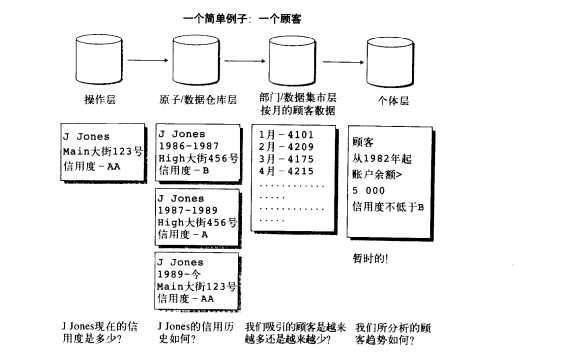 一个简单例子：一个顾客
操作层
原子/数据仓库层
部门/数据集市层
按月的顾客数据
个体层
J Jones
Main大街123号
信用度－AA
J Jones
1986~1987
High大街456号
信用度－B
J Jones
1987~1989
High大街456号
信用度－A
J Jones
1989~今
Main大街123号
信用度－AA
1月－4101
2月－4209
3月－4175
4月－4215
............
.....
............
.....
顾客
从1982年起
账户余额>
5 000
信用度不低于B
暂时的!
J Jones现在的信
用度是多少?
J Jones的信用历
史如何?
我们吸引的顾客是越来
越多还是越来越少?
我们所分析的顾
客趋势如何?